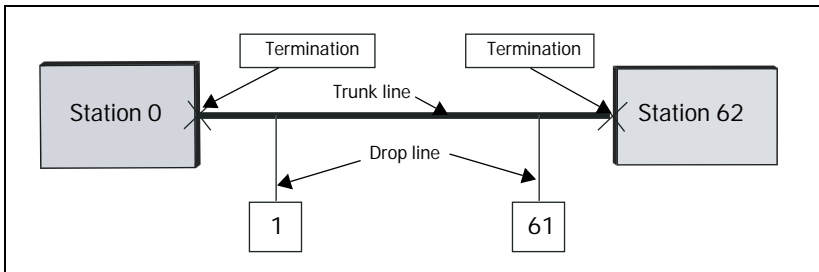 Termination
Termination
Station 0
Trunk line
Station 62
Drop line
1
61